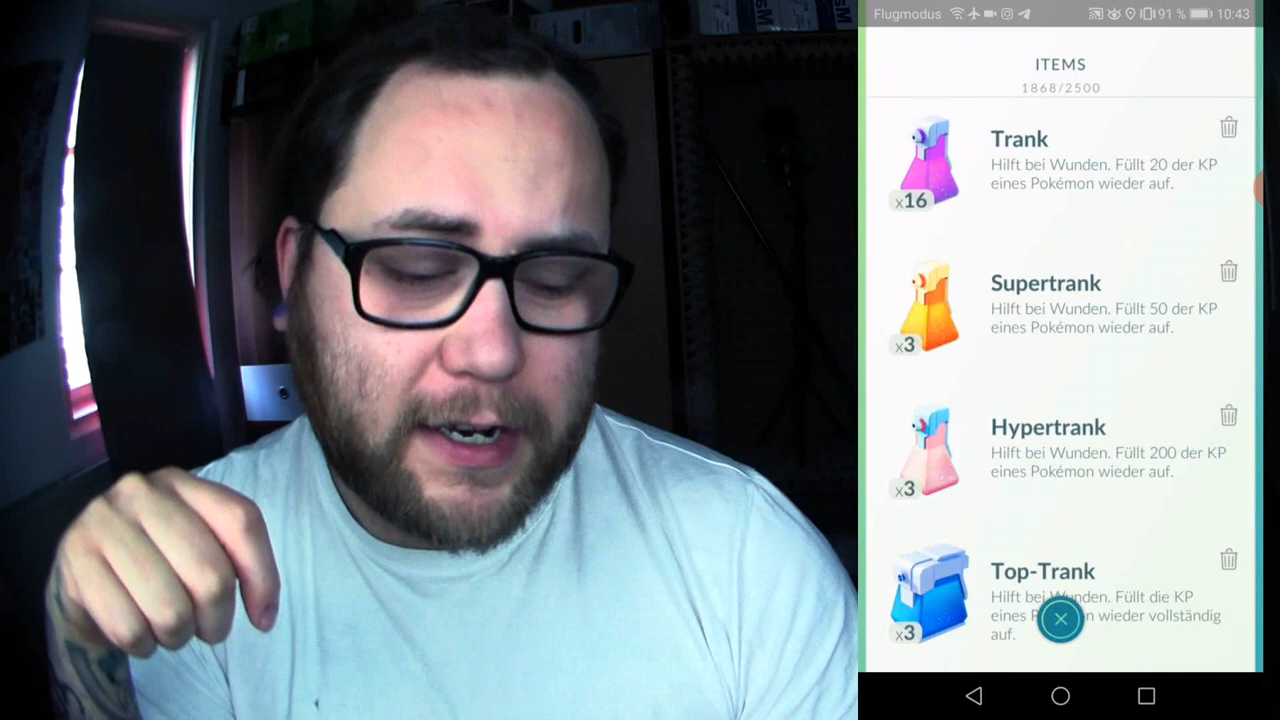 Flugmodus 91 % 10:43
ITEMS
1868/2500
Trank
Hilft bei Wunden. Füllt 20 der KP
eines Pokémon wieder auf.
x16
Supertrank
Hilft bei Wunden. Füllt 50 der KP
eines Pokémon wieder auf.
x3
Hypertrank
Hilft bei Wunden. Füllt 200 der KP
eines Pokémon wieder auf.
x3
Top-Trank
Hilft bei Wunden. Füllt die KP
eines wieder vollständig
auf.
x3